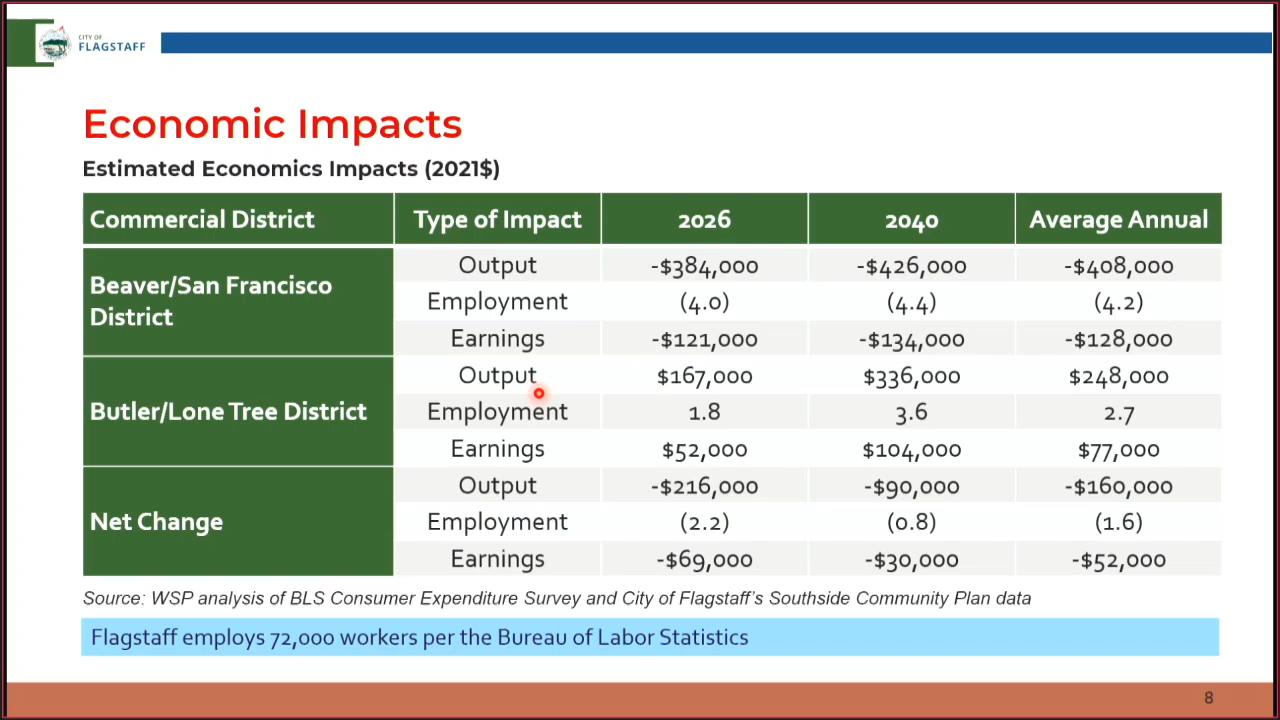 CITY OF
FLAGSTAFF
Economic Impacts
Estimated Economics Impacts (2021$)
Commercial District Type of Impact 2026 2040 Average Annual
Beaver/San Francisco District
Output -$384,000 -$426,000 -$408,000
Employment (4.0) (4.4) (4.2)
Earnings -$121,000 -$134,000 -$128,000
Butler/Lone Tree District
Output $167,000 $336,000 $248,000
Employment 1.8 3.6 2.7
Earnings $52,000 $104,000 $77,000
Net Change
Output -$216,000 -$90,000 -$160,000
Employment (2.2) (0.8) (1.6)
Earnings -$69,000 -$30,000 -$52,000
Source: WSP analysis of BLS Consumer Expenditure Survey and City of Flagstaff's Southside Community Plan data
Flagstaff employs 72,000 workers per the Bureau of Labor Statistics
8